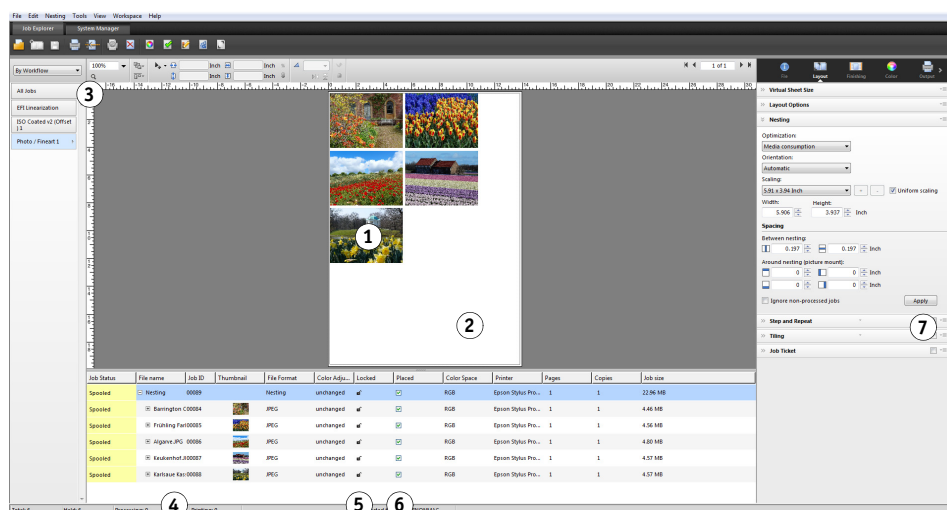 File Edit Nesting Tools View Workspace Help
Job Explorer System Manager
By Workflow
100%
Inch Inch
Inch Inch
1 of 1
File Layout Finishing Color Output
All Jobs
EFI Linearization
ISO Coated v2 (Offset
) 1
Photo / Fineart 1
3
1
2
Virtual Sheet Size
Layout Options
Nesting
Optimization:
Media consumption
Orientation:
Automatic
Scaling:
5.91 x 3.94 Inch Uniform scaling
Width: Height:
5.906 3.937 Inch
Spacing
Between nesting:
0.197 0.197 Inch
Around nesting (picture mount):
0 0 Inch
0 0 Inch
Ignore non-processed jobs Apply
Step and Repeat
7
Tiling
Job Ticket
Job Status File name Job ID Thumbnail File Format Color Adju... Locked Placed Color Space Printer Pages Copies Job size
Spooled Nesting 00089 Nesting unchanged RGB Epson Stylus Pro... 1 1 22.96 MB
Spooled Barrington C 00084 JPEG unchanged RGB Epson Stylus Pro... 1 1 4.46 MB
Spooled Frühling Farl 00085 JPEG unchanged RGB Epson Stylus Pro... 1 1 4.56 MB
Spooled Algarve.JPG 00086 JPEG unchanged RGB Epson Stylus Pro... 1 1 4.80 MB
Spooled Keukenhof.J 00087 JPEG unchanged RGB Epson Stylus Pro... 1 1 4.57 MB
Spooled Karlsaue Kas 00088 JPEG unchanged RGB Epson Stylus Pro... 1 1 4.57 MB
4 5 6